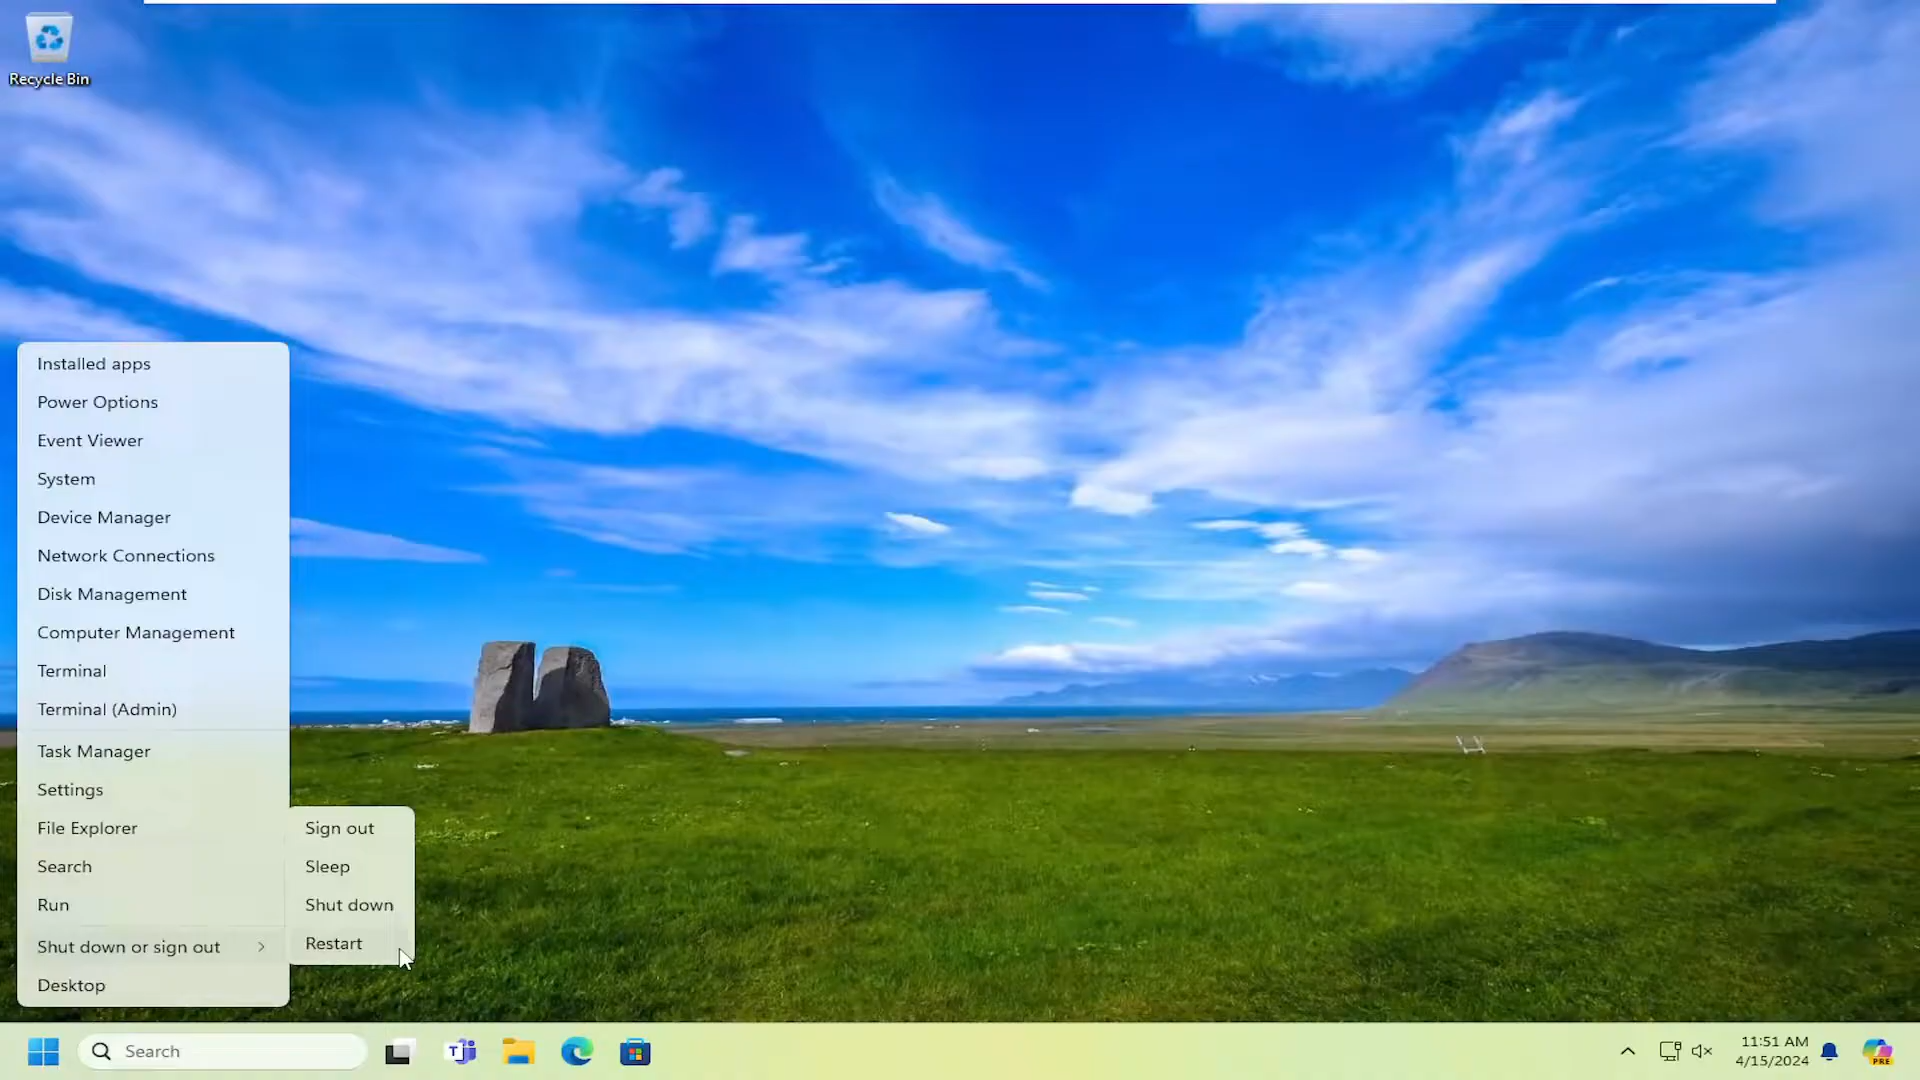 Recycle Bin
Installed apps
Power Options
Event Viewer
System
Device Manager
Network Connections
Disk Management
Computer Management
Terminal
Terminal (Admin)
Task Manager
Settings
File Explorer
Search
Run
Shut down or sign out
Desktop
Sign out
Sleep
Shut down
Restart
Search
11:51 AM
4/15/2024
PRE